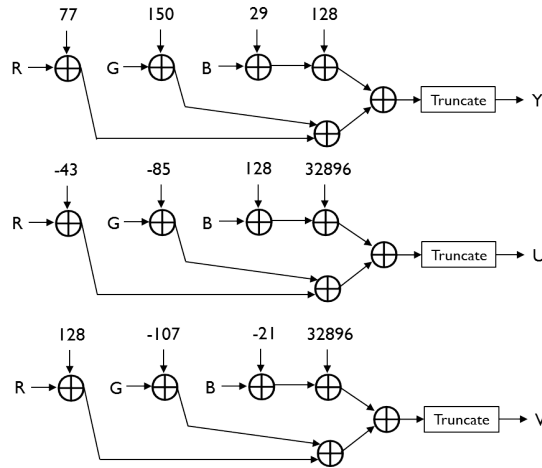 77 150 29 128
R G B Truncate Y
-43 -85 128 32896
R G B Truncate U
128 -107 -21 32896
R G B Truncate V